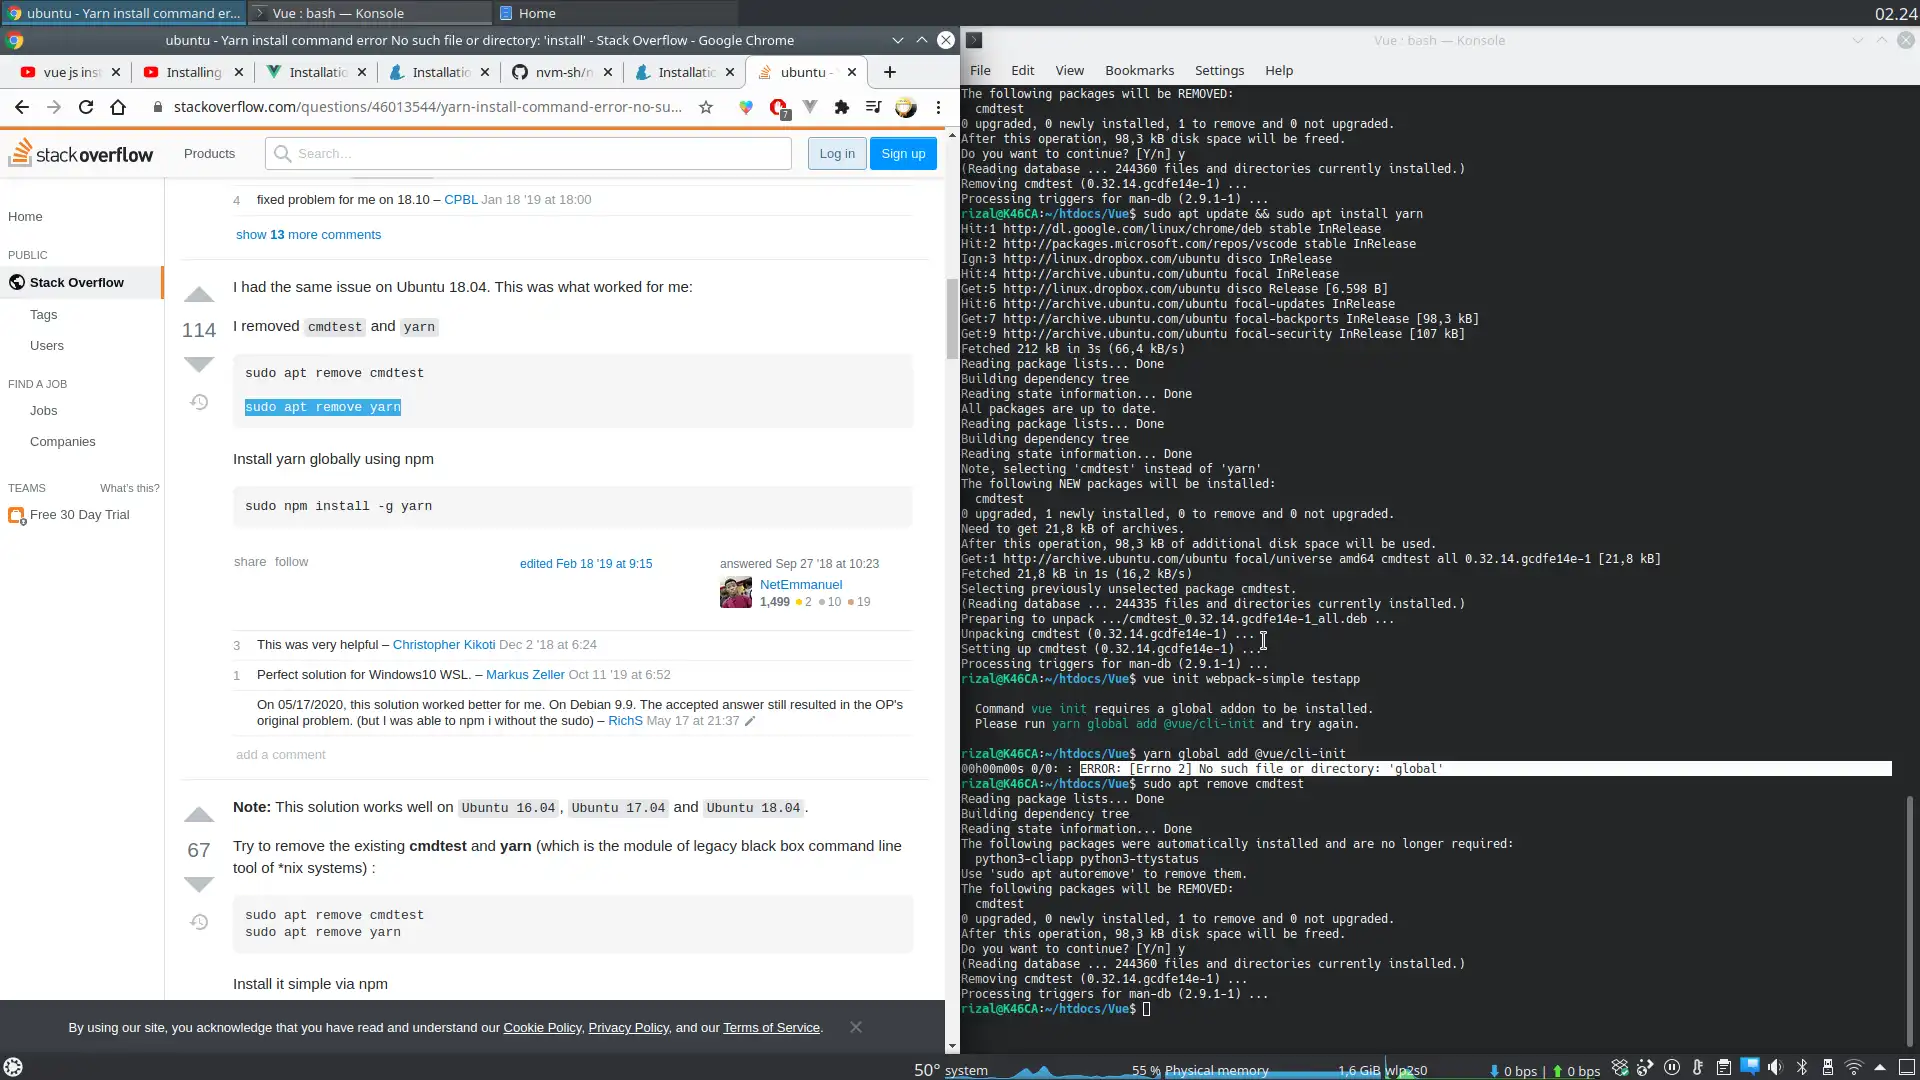 ubuntu - Yarn install command er...
Vue : bash — Konsole
Home
02.24
ubuntu - Yarn install command error No such file or directory: 'install' - Stack Overflow - Google Chrome
vue js ins
Installing
Installatio
Installatio
nvm-sh/n
Installatio
ubuntu -
stackoverflow.com/questions/46013544/yarn-install-command-error-no-su...
7
stackoverflow
Products
Search...
Log in
Sign up
Home
PUBLIC
Stack Overflow
Tags
Users
FIND A JOB
Jobs
Companies
TEAMS
What's this?
Free 30 Day Trial
4 fixed problem for me on 18.10 – CPBL Jan 18 '19 at 18:00
show 13 more comments
I had the same issue on Ubuntu 18.04. This was what worked for me:
114
I removed cmdtest and yarn
sudo apt remove cmdtest
sudo apt remove yarn
Install yarn globally using npm
sudo npm install -g yarn
share follow
edited Feb 18 '19 at 9:15
answered Sep 27 '18 at 10:23
NetEmmanuel
1,499 2 10 19
3 This was very helpful – Christopher Kikoti Dec 2 '18 at 6:24
1 Perfect solution for Windows10 WSL. – Markus Zeller Oct 11 '19 at 6:52
On 05/17/2020, this solution worked better for me. On Debian 9.9. The accepted answer still resulted in the OP's
original problem. (but I was able to npm i without the sudo) – RichS May 17 at 21:37
add a comment
Note: This solution works well on Ubuntu 16.04, Ubuntu 17.04 and Ubuntu 18.04.
67
Try to remove the existing cmdtest and yarn (which is the module of legacy black box command line
tool of *nix systems) :
sudo apt remove cmdtest
sudo apt remove yarn
Install it simple via npm
By using our site, you acknowledge that you have read and understand our Cookie Policy, Privacy Policy, and our Terms of Service.
Vue : bash — Konsole
File Edit View Bookmarks Settings Help
The following packages will be REMOVED:
cmdtest
0 upgraded, 0 newly installed, 1 to remove and 0 not upgraded.
After this operation, 98,3 kB disk space will be freed.
Do you want to continue? [Y/n] y
(Reading database ... 244360 files and directories currently installed.)
Removing cmdtest (0.32.14.gcdfe14e-1) ...
Processing triggers for man-db (2.9.1-1) ...
rizal@K46CA:~/htdocs/Vue$ sudo apt update && sudo apt install yarn
Hit:1 http://dl.google.com/linux/chrome/deb stable InRelease
Hit:2 http://packages.microsoft.com/repos/vscode stable InRelease
Ign:3 http://linux.dropbox.com/ubuntu disco InRelease
Hit:4 http://archive.ubuntu.com/ubuntu focal InRelease
Get:5 http://linux.dropbox.com/ubuntu disco Release [6.598 B]
Hit:6 http://archive.ubuntu.com/ubuntu focal-updates InRelease
Get:7 http://archive.ubuntu.com/ubuntu focal-backports InRelease [98,3 kB]
Get:9 http://archive.ubuntu.com/ubuntu focal-security InRelease [107 kB]
Fetched 212 kB in 3s (66,4 kB/s)
Reading package lists... Done
Building dependency tree
Reading state information... Done
All packages are up to date.
Reading package lists... Done
Building dependency tree
Reading state information... Done
Note, selecting 'cmdtest' instead of 'yarn'
The following NEW packages will be installed:
cmdtest
0 upgraded, 1 newly installed, 0 to remove and 0 not upgraded.
Need to get 21,8 kB of archives.
After this operation, 98,3 kB of additional disk space will be used.
Get:1 http://archive.ubuntu.com/ubuntu focal/universe amd64 cmdtest all 0.32.14.gcdfe14e-1 [21,8 kB]
Fetched 21,8 kB in 1s (16,2 kB/s)
Selecting previously unselected package cmdtest.
(Reading database ... 244335 files and directories currently installed.)
Preparing to unpack .../cmdtest_0.32.14.gcdfe14e-1_all.deb ...
Unpacking cmdtest (0.32.14.gcdfe14e-1) ...
Setting up cmdtest (0.32.14.gcdfe14e-1) ...
Processing triggers for man-db (2.9.1-1) ...
rizal@K46CA:~/htdocs/Vue$ vue init webpack-simple testapp
Command vue init requires a global addon to be installed.
Please run yarn global add @vue/cli-init and try again.
rizal@K46CA:~/htdocs/Vue$ yarn global add @vue/cli-init
00h00m00s 0/0: : ERROR: [Errno 2] No such file or directory: 'global'
rizal@K46CA:~/htdocs/Vue$ sudo apt remove cmdtest
Reading package lists... Done
Building dependency tree
Reading state information... Done
The following packages were automatically installed and are no longer required:
python3-cliapp python3-ttystatus
Use 'sudo apt autoremove' to remove them.
The following packages will be REMOVED:
cmdtest
0 upgraded, 0 newly installed, 1 to remove and 0 not upgraded.
After this operation, 98,3 kB disk space will be freed.
Do you want to continue? [Y/n] y
(Reading database ... 244360 files and directories currently installed.)
Removing cmdtest (0.32.14.gcdfe14e-1) ...
Processing triggers for man-db (2.9.1-1) ...
rizal@K46CA:~/htdocs/Vue$
50° system 55 % Physical memory 1,6 GiB wlp2s0 0 bps | 0 bps